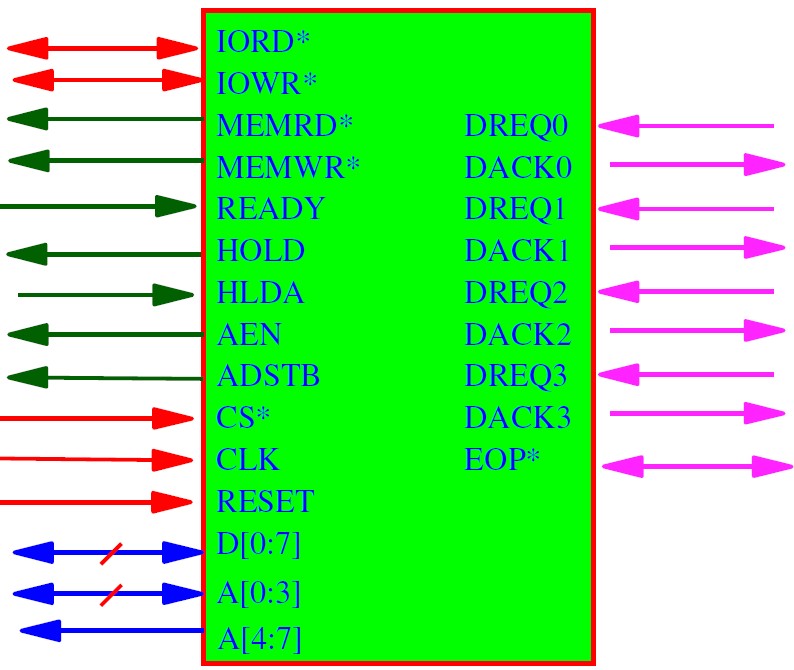 IORD*
IOWR*
MEMRD*
MEMWR*
READY
HOLD
HLDA
AEN
ADSTB
CS*
CLK
RESET
D[0:7]
A[0:3]
A[4:7]
DREQ0
DACK0
DREQ1
DACK1
DREQ2
DACK2
DREQ3
DACK3
EOP*